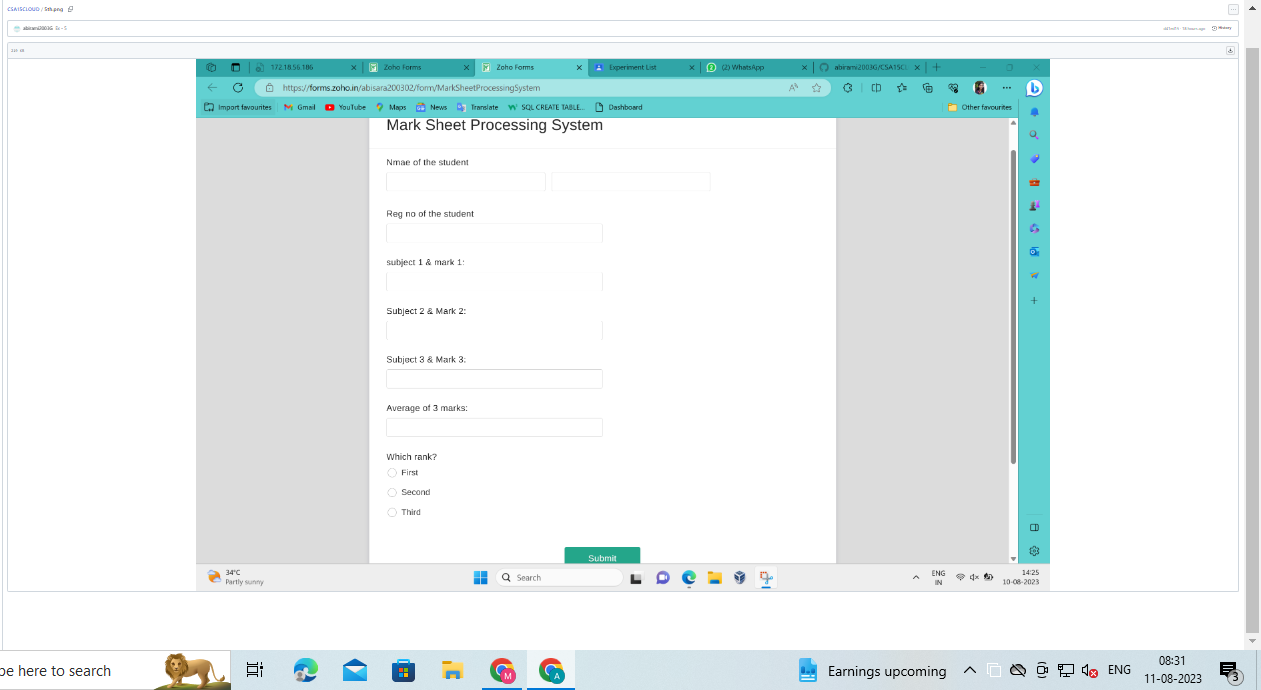 CSA15CLOUD / 5th.png
abirami2003G
History
172.18.56.186
Zoho Forms
Zoho Forms
Experiment List
(2) WhatsApp
abirami2003G/CSA15CL
https://forms.zoho.in/abisara200302/form/MarkSheetProcessingSystem
Import favourites
Gmail
YouTube
Maps
News
Translate
SQL CREATE TABLE...
Dashboard
Other favourites
Mark Sheet Processing System
Nmae of the student
Reg no of the student
subject 1 & mark 1:
Subject 2 & Mark 2:
Subject 3 & Mark 3:
Average of 3 marks:
Which rank?
First
Second
Third
Submit
34°C
Partly sunny
Search
ENG
IN
14:25
10-08-2023
pe here to search
M
A
Earnings upcoming
ENG
08:31
11-08-2023
3